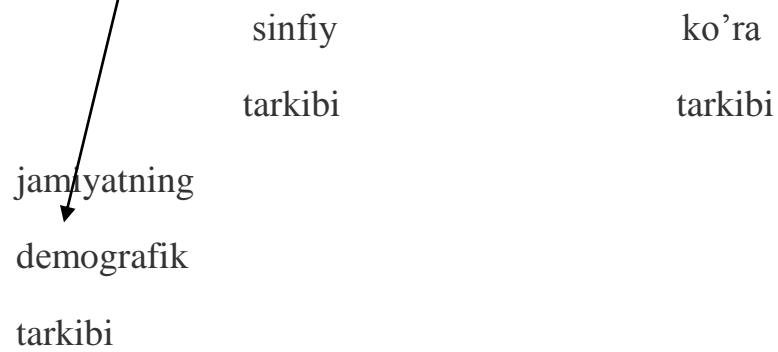 sinfiy ko’ra
tarkibi tarkibi
jamiyatning
demografik
tarkibi